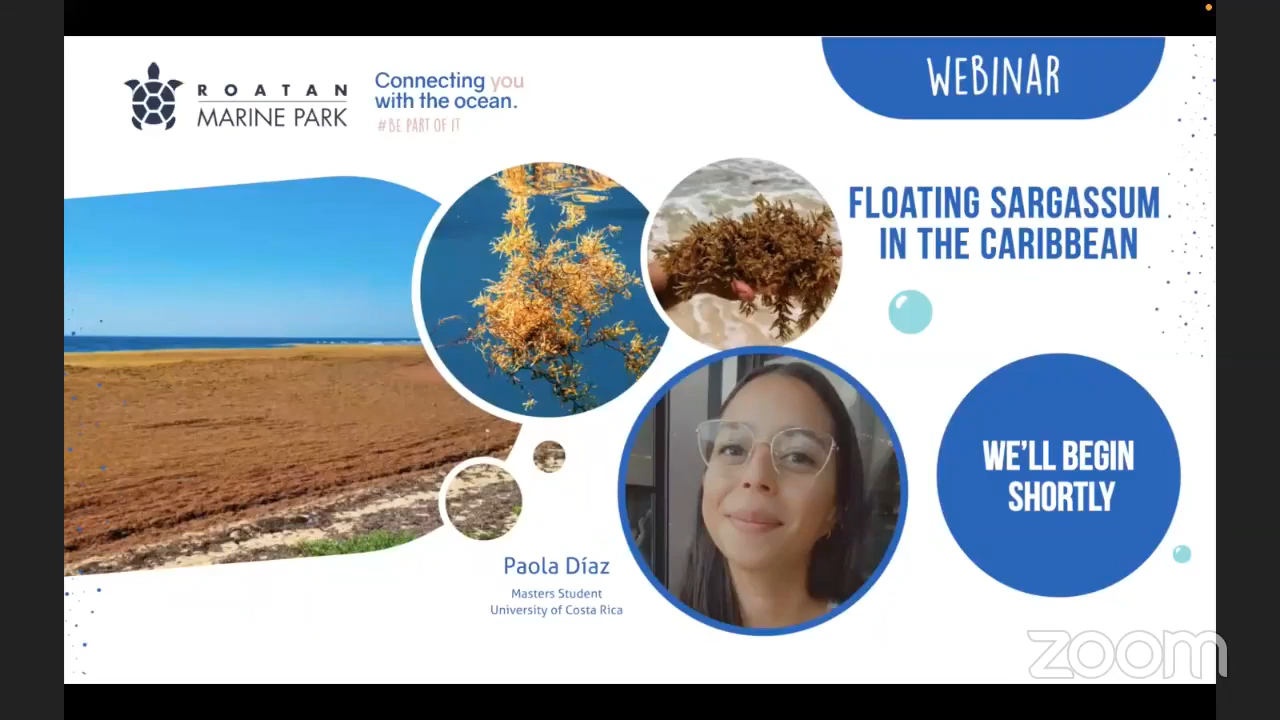 ROATAN
MARINE PARK
Connecting you
with the ocean.
#BE PART OF IT
WEBINAR
FLOATING SARGASSUM
IN THE CARIBBEAN
WE'LL BEGIN
SHORTLY
Paola Díaz
Masters Student
University of Costa Rica
zoom